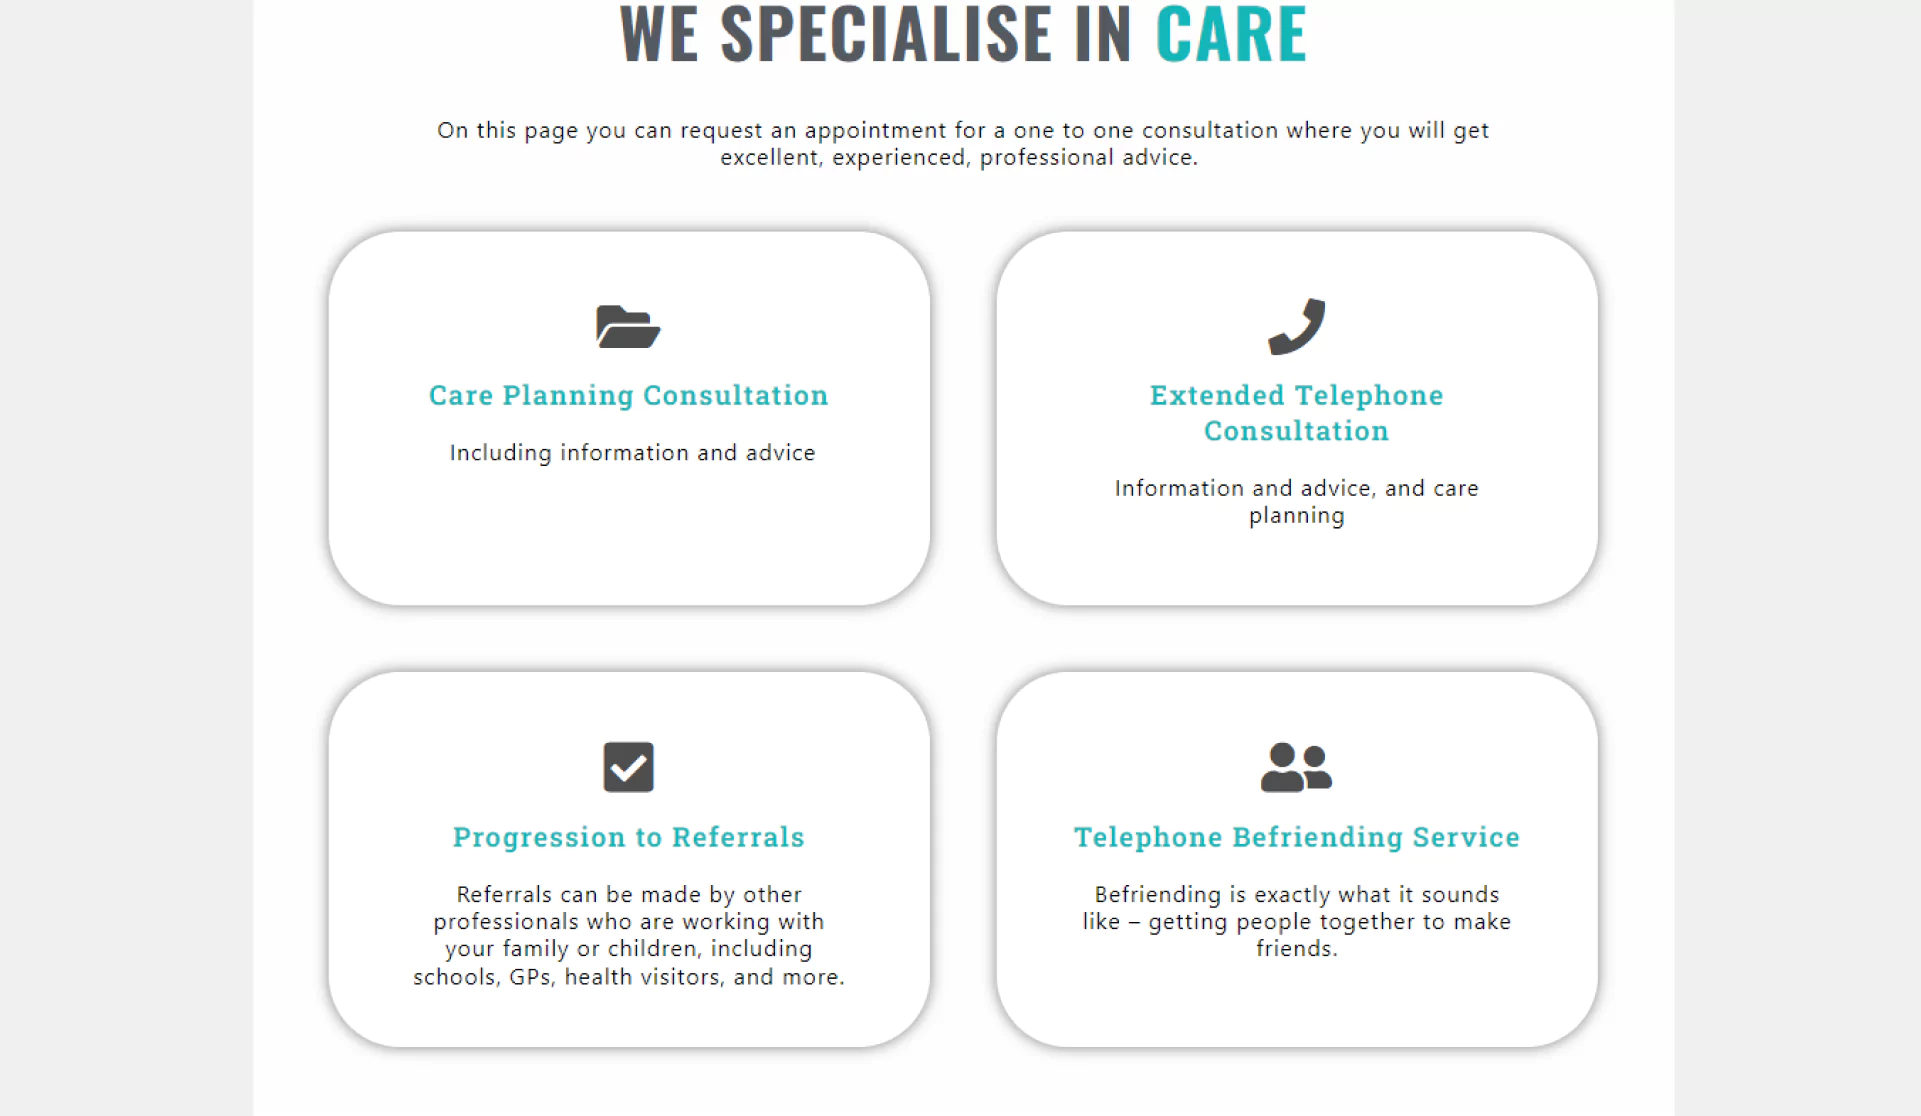 WE SPECIALISE IN CARE
On this page you can request an appointment for a one to one consultation where you will get
excellent, experienced, professional advice.
Care Planning Consultation
Including information and advice
Extended Telephone
Consultation
Information and advice, and care
planning
Progression to Referrals
Referrals can be made by other
professionals who are working with
your family or children, including
schools, GPs, health visitors, and more.
Telephone Befriending Service
Befriending is exactly what it sounds
like – getting people together to make
friends.